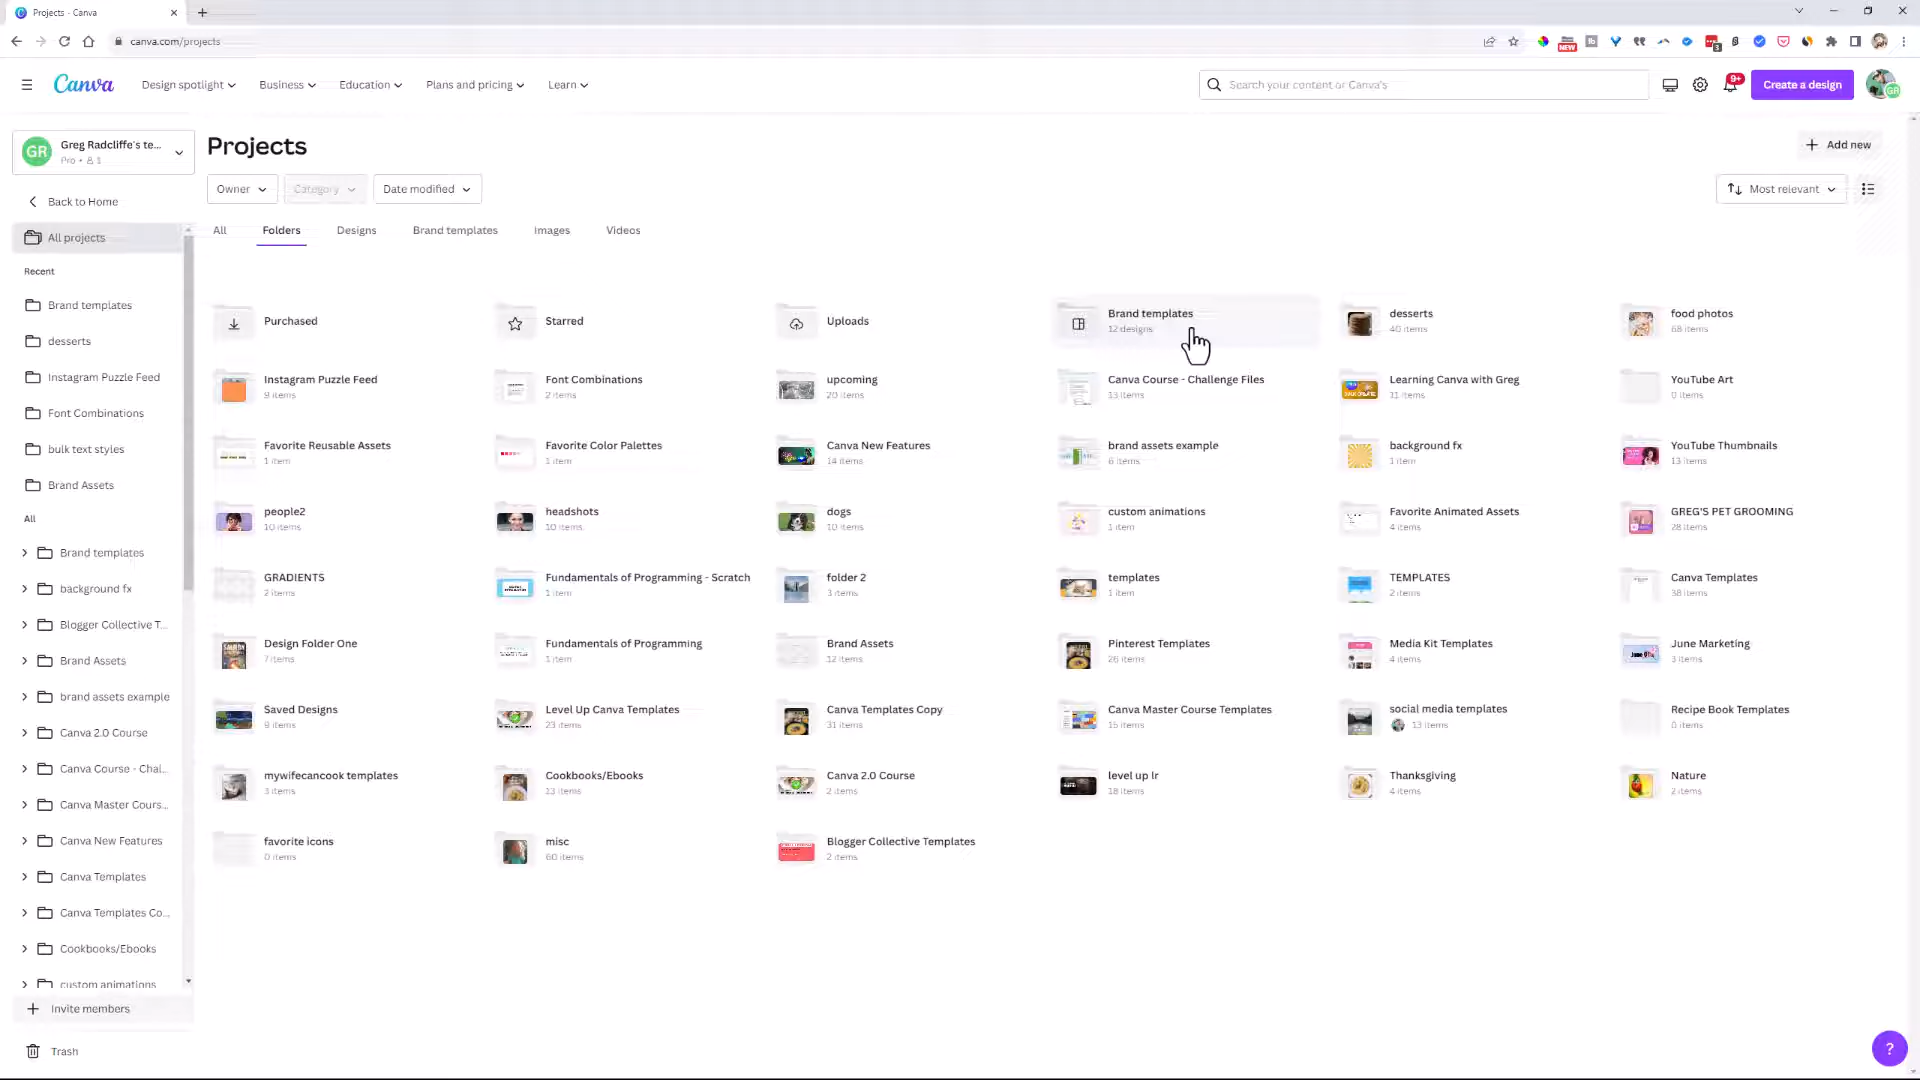 Projects - Canva
canva.com/projects
NEW
3
Canva
Design spotlight
Business
Education
Plans and pricing
Learn
Search your content or Canva's
9+
Create a design
GR
GR
Greg Radcliffe's te...
Pro • 1
Projects
Add new
Owner
Category
Date modified
Most relevant
Back to Home
All projects
All
Folders
Designs
Brand templates
Images
Videos
Recent
Brand templates
desserts
Instagram Puzzle Feed
Font Combinations
bulk text styles
Brand Assets
All
Brand templates
background fx
Blogger Collective T...
Brand Assets
brand assets example
Canva 2.0 Course
Canva Course - Chal...
Canva Master Cours...
Canva New Features
Canva Templates
Canva Templates Co...
Cookbooks/Ebooks
custom animations
Invite members
Trash
Purchased
Starred
Uploads
Brand templates
12 designs
desserts
40 items
food photos
68 items
Instagram Puzzle Feed
9 items
Font Combinations
2 items
upcoming
20 items
Canva Course - Challenge Files
13 items
Learning Canva with Greg
11 items
YouTube Art
0 items
Favorite Reusable Assets
1 item
Favorite Color Palettes
1 item
Canva New Features
14 items
brand assets example
6 items
background fx
1 item
YouTube Thumbnails
13 items
people2
10 items
headshots
10 items
dogs
10 items
custom animations
1 item
Favorite Animated Assets
4 items
GREG'S PET GROOMING
28 items
GRADIENTS
2 items
Fundamentals of Programming - Scratch
1 item
folder 2
3 items
templates
1 item
TEMPLATES
2 items
Canva Templates
38 items
Design Folder One
7 items
Fundamentals of Programming
1 item
Brand Assets
12 items
Pinterest Templates
26 items
Media Kit Templates
4 items
June Marketing
3 items
Saved Designs
9 items
Level Up Canva Templates
23 items
Canva Templates Copy
31 items
Canva Master Course Templates
15 items
social media templates
13 items
Recipe Book Templates
0 items
mywifecancook templates
3 items
Cookbooks/Ebooks
13 items
Canva 2.0 Course
2 items
level up lr
18 items
Thanksgiving
4 items
Nature
2 items
favorite icons
0 items
misc
60 items
Blogger Collective Templates
2 items
?